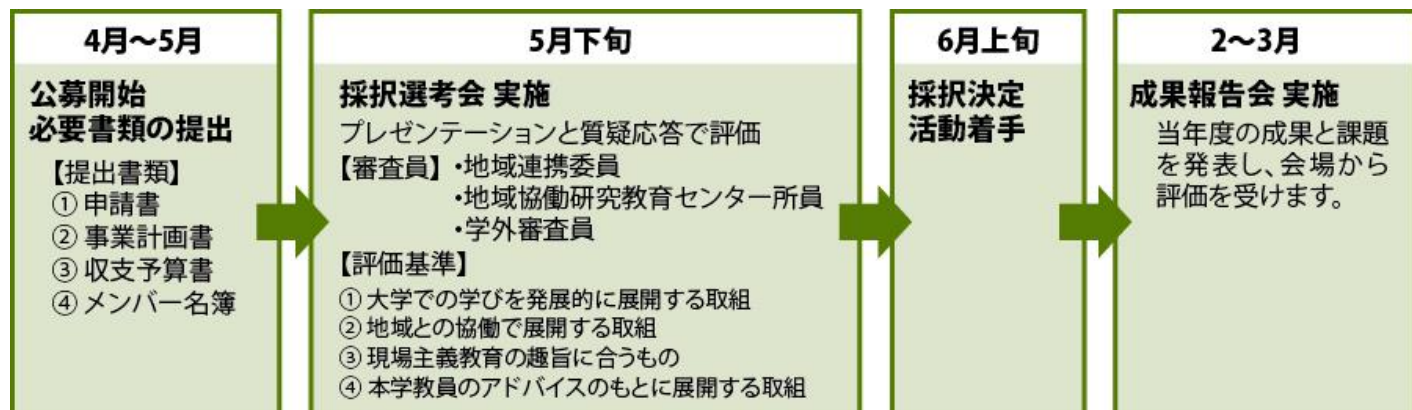 4月～5月
公募開始
必要書類の提出
【提出書類】
① 申請書
② 事業計画書
③ 収支予算書
④ メンバー名簿
5月下旬
採択選考会 実施
プレゼンテーションと質疑応答で評価
【審査員】・地域連携委員
・地域協働研究教育センター所員
・学外審査員
【評価基準】
① 大学での学びを発展的に展開する取組
② 地域との協働で展開する取組
③ 現場主義教育の趣旨に合うもの
④ 本学教員のアドバイスのもとに展開する取組
6月上旬
採択決定
活動着手
2～3月
成果報告会 実施
当年度の成果と課題
を発表し、会場から
評価を受けます。